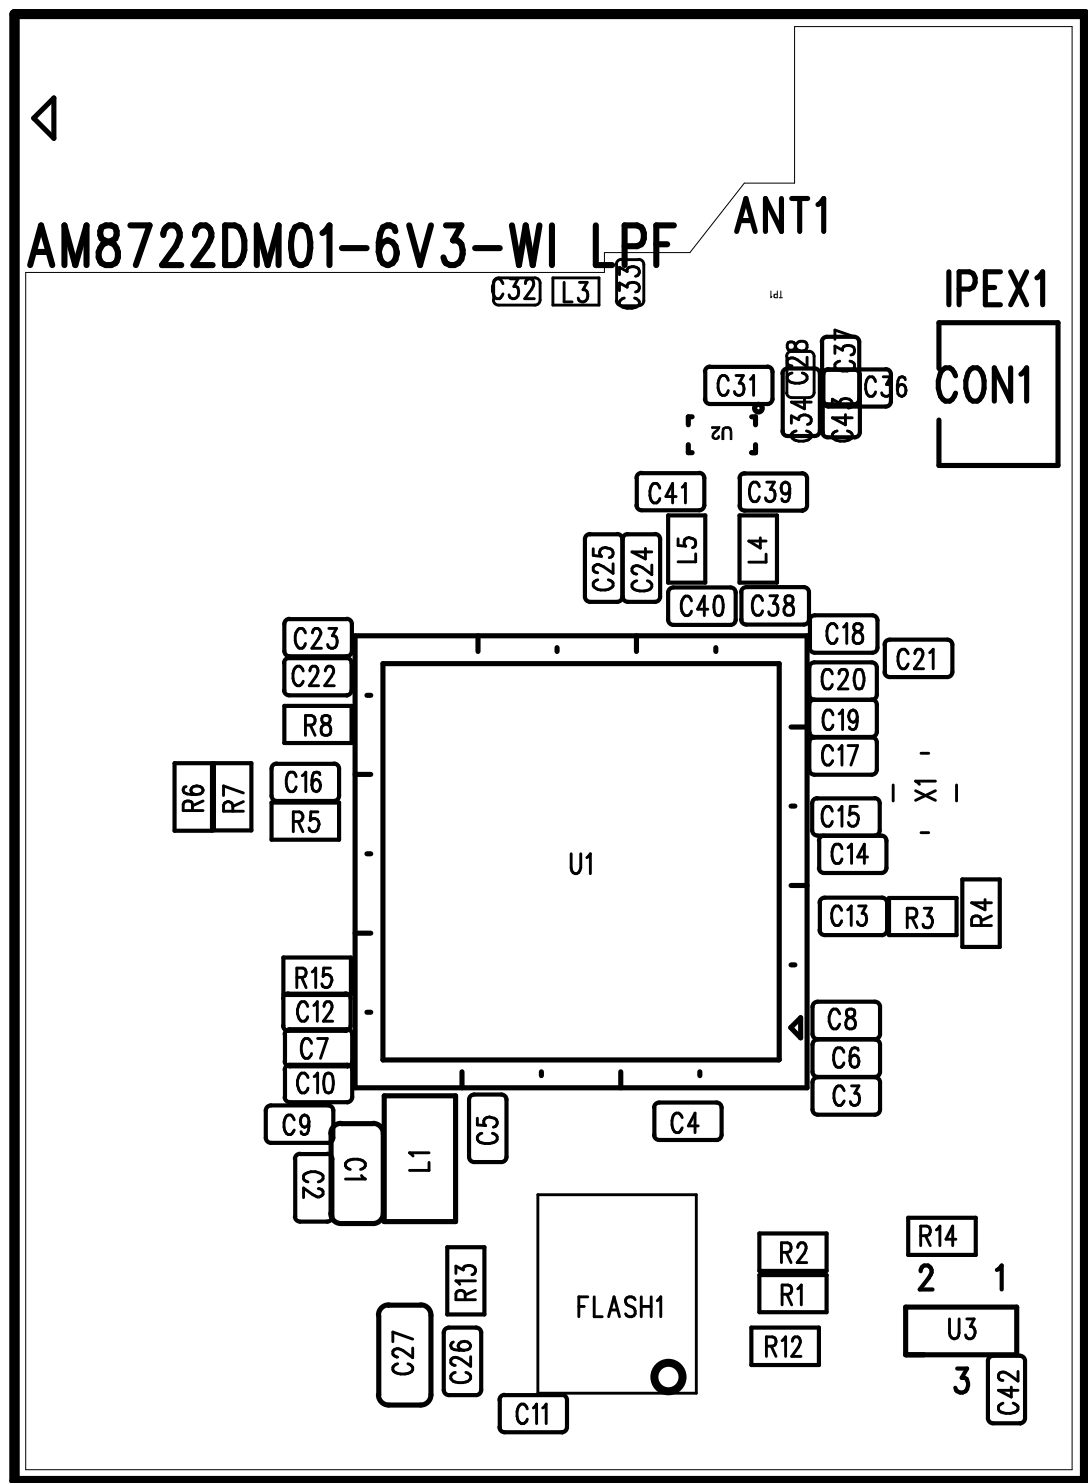 ANT1
AM8722DM01-6V3-WI LPF
C32
L3
C33
TP1
IPEX1
C37
C28
C31
C36
CON1
C34
C43
U2
C41
C39
L5
L4
C25
C24
C40
C38
C23
C18
C21
C22
C20
R8
C19
C17
R6
R7
C16
X1
R5
C15
C14
U1
C13
R3
R4
R15
C12
C8
C7
C6
C10
C3
C9
C5
C4
C1
L1
C2
R14
R2
2
1
R13
R1
FLASH1
U3
R12
C27
C26
3
C42
C11